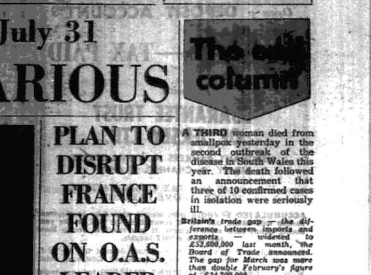 July 31
ARIOUS
The
column
PLAN TO
DISRUPT
FRANCE
FOUND
ON O.A.S.
LEADER
A THIRD woman died from
smallpox yesterday in the
second outbreak of the
disease in South Wales this
year. The death followed
an announcement that
three of 10 confirmed cases
in isolation were seriously
ill.
Britain's trade gap — the dif-
ference between imports and
exports — widened to
£52,600,000 last month, the
Board of Trade announced.
The gap for March was more
than double February's figure